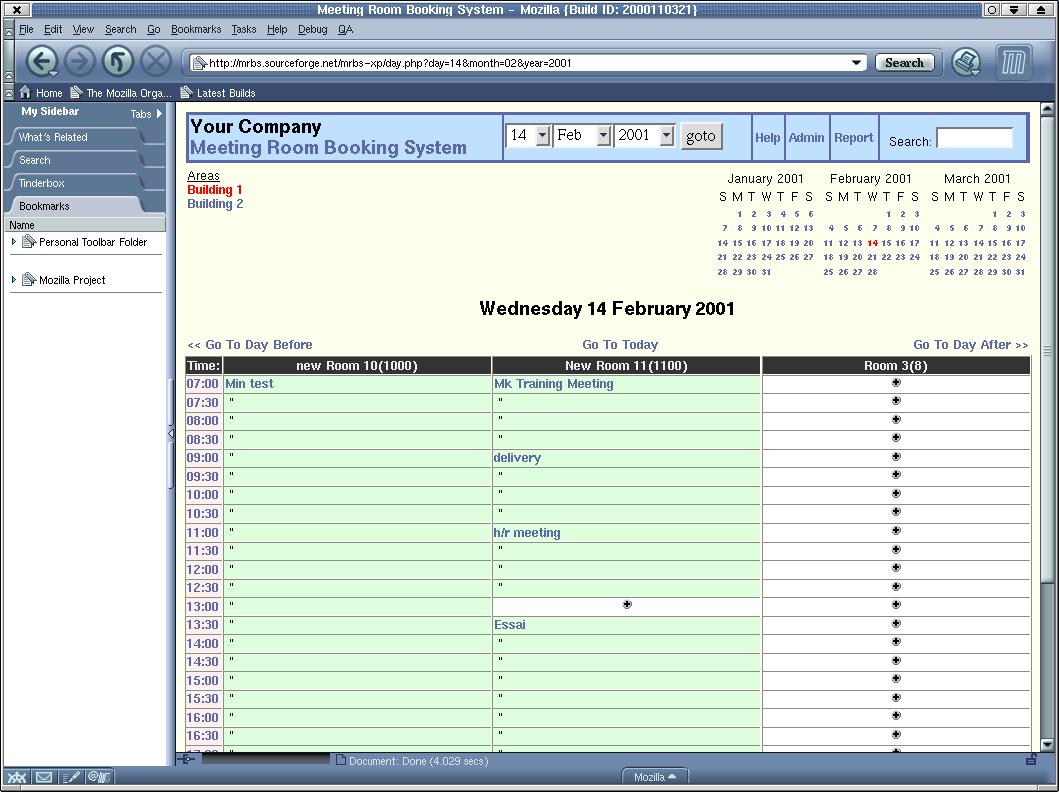 Meeting Room Booking System - Mozilla {Build ID: 2000110321}
File Edit View Search Go Bookmarks Tasks Help Debug QA
http://mrbs.sourceforge.net/mrbs-xp/day.php?day=14&month=02&year=2001 Search
Home The Mozilla Orga... Latest Builds
My Sidebar Tabs
What's Related
Search
Tinderbox
Bookmarks
Name
Personal Toolbar Folder
Mozilla Project
Your Company
Meeting Room Booking System
14 Feb 2001 goto
Help Admin Report Search:
Areas
Building 1
Building 2
January 2001
S M T W T F S
1 2 3 4 5 6
7 8 9 10 11 12 13
14 15 16 17 18 19 20
21 22 23 24 25 26 27
28 29 30 31
February 2001
S M T W T F S
1 2 3
4 5 6 7 8 9 10
11 12 13 14 15 16 17
18 19 20 21 22 23 24
25 26 27 28
March 2001
S M T W T F S
1 2 3
4 5 6 7 8 9 10
11 12 13 14 15 16 17
18 19 20 21 22 23 24
25 26 27 28 29 30 31
Wednesday 14 February 2001
<< Go To Day Before Go To Today Go To Day After >>
Time: new Room 10(1000) New Room 11(1100) Room 3(8)
07:00 Min test Mk Training Meeting
07:30 " "
08:00 " "
08:30 " "
09:00 " delivery
09:30 " "
10:00 " "
10:30 " "
11:00 " h/r meeting
11:30 " "
12:00 " "
12:30 " "
13:00 "
13:30 " Essai
14:00 " "
14:30 " "
15:00 " "
15:30 " "
16:00 " "
16:30 " "
17:00 " "
Document: Done (4.029 secs)
Mozilla